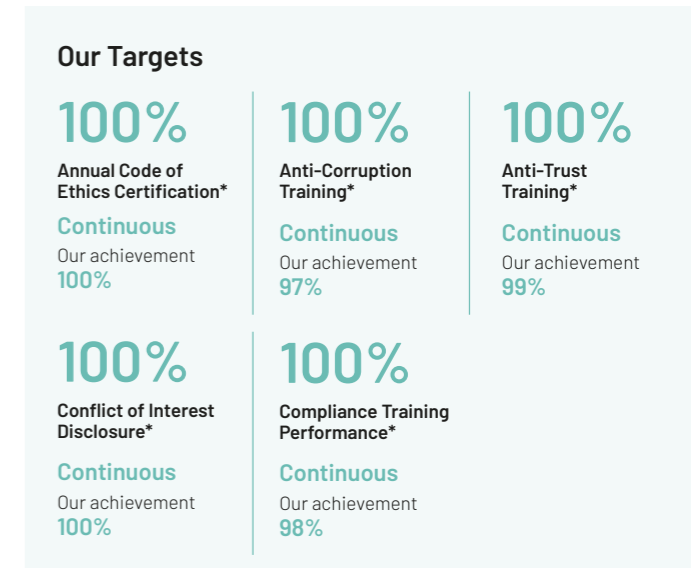 Our Targets
100%
Annual Code of
Ethics Certification*
Continuous
Our achievement
100%
100%
Anti-Corruption
Training*
Continuous
Our achievement
97%
100%
Anti-Trust
Training*
Continuous
Our achievement
99%
100%
Conflict of Interest
Disclosure*
Continuous
Our achievement
100%
100%
Compliance Training
Performance*
Continuous
Our achievement
98%